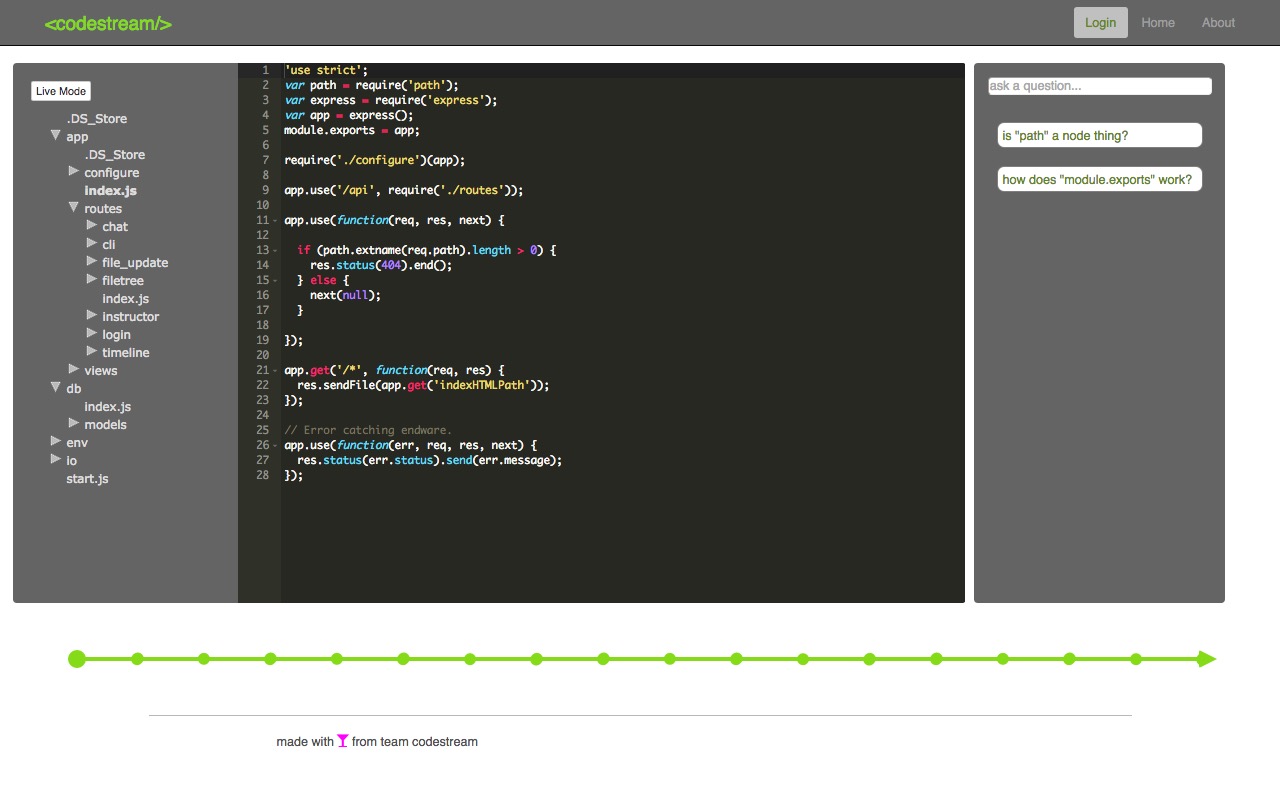 <codestream/>
Login Home About
Live Mode
.DS_Store
app
.DS_Store
configure
index.js
routes
chat
cli
file_update
filetree
index.js
instructor
login
timeline
views
db
index.js
models
env
io
start.js
1 'use strict';
2 var path = require('path');
3 var express = require('express');
4 var app = express();
5 module.exports = app;
6
7 require('./configure')(app);
8
9 app.use('/api', require('./routes'));
10
11 app.use(function(req, res, next) {
12
13   if (path.extname(req.path).length > 0) {
14     res.status(404).end();
15   } else {
16     next(null);
17   }
18
19 });
20
21 app.get('/*', function(req, res) {
22   res.sendFile(app.get('indexHTMLPath'));
23 });
24
25 // Error catching endware.
26 app.use(function(err, req, res, next) {
27   res.status(err.status).send(err.message);
28 });
ask a question...
is "path" a node thing?
how does "module.exports" work?
made with from team codestream